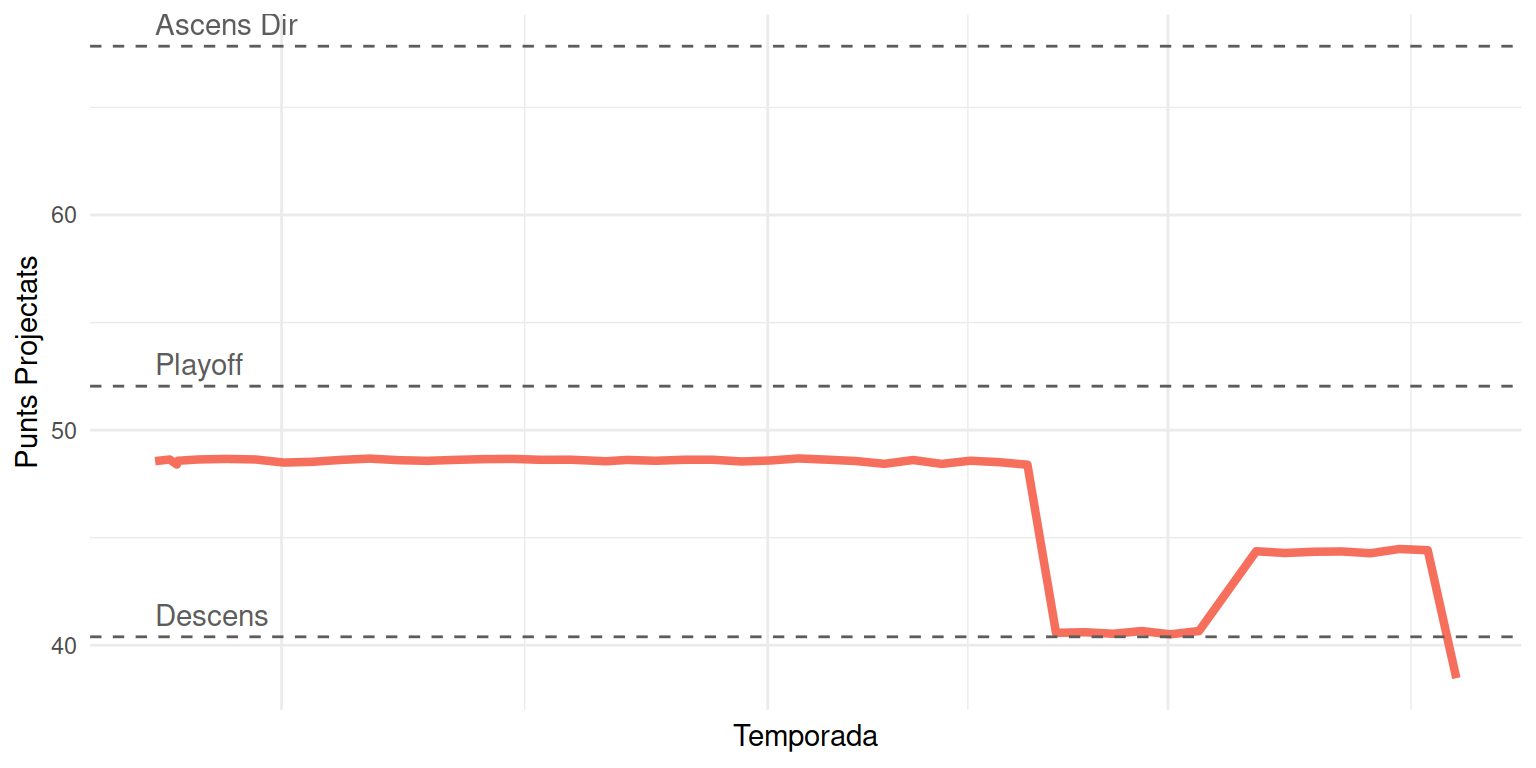 Ascens Dir
60
Playoff
50
Descens
40
Punts Projectats
Temporada